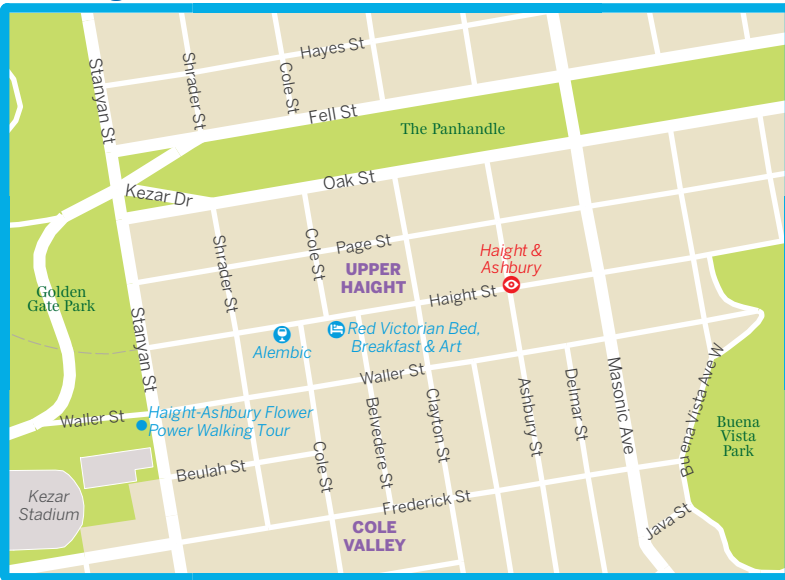 Hayes St
Stanyan St
Shrader St
Cole St
Fell St
The Panhandle
Kezar Dr
Oak St
Shrader St
Cole St
Page St
Haight &
Ashbury
UPPER
HAIGHT
Golden
Gate Park
Haight St
Stanyan St
Alembic
Red Victorian Bed,
Breakfast & Art
Waller St
Masonic Ave
Buena Vista Ave W
Waller St
Haight-Ashbury Flower
Power Walking Tour
Belvedere St
Clayton St
Ashbury St
Delmar St
Buena
Vista
Park
Beulah St
Cole St
Kezar
Stadium
Frederick St
COLE
VALLEY
Java St